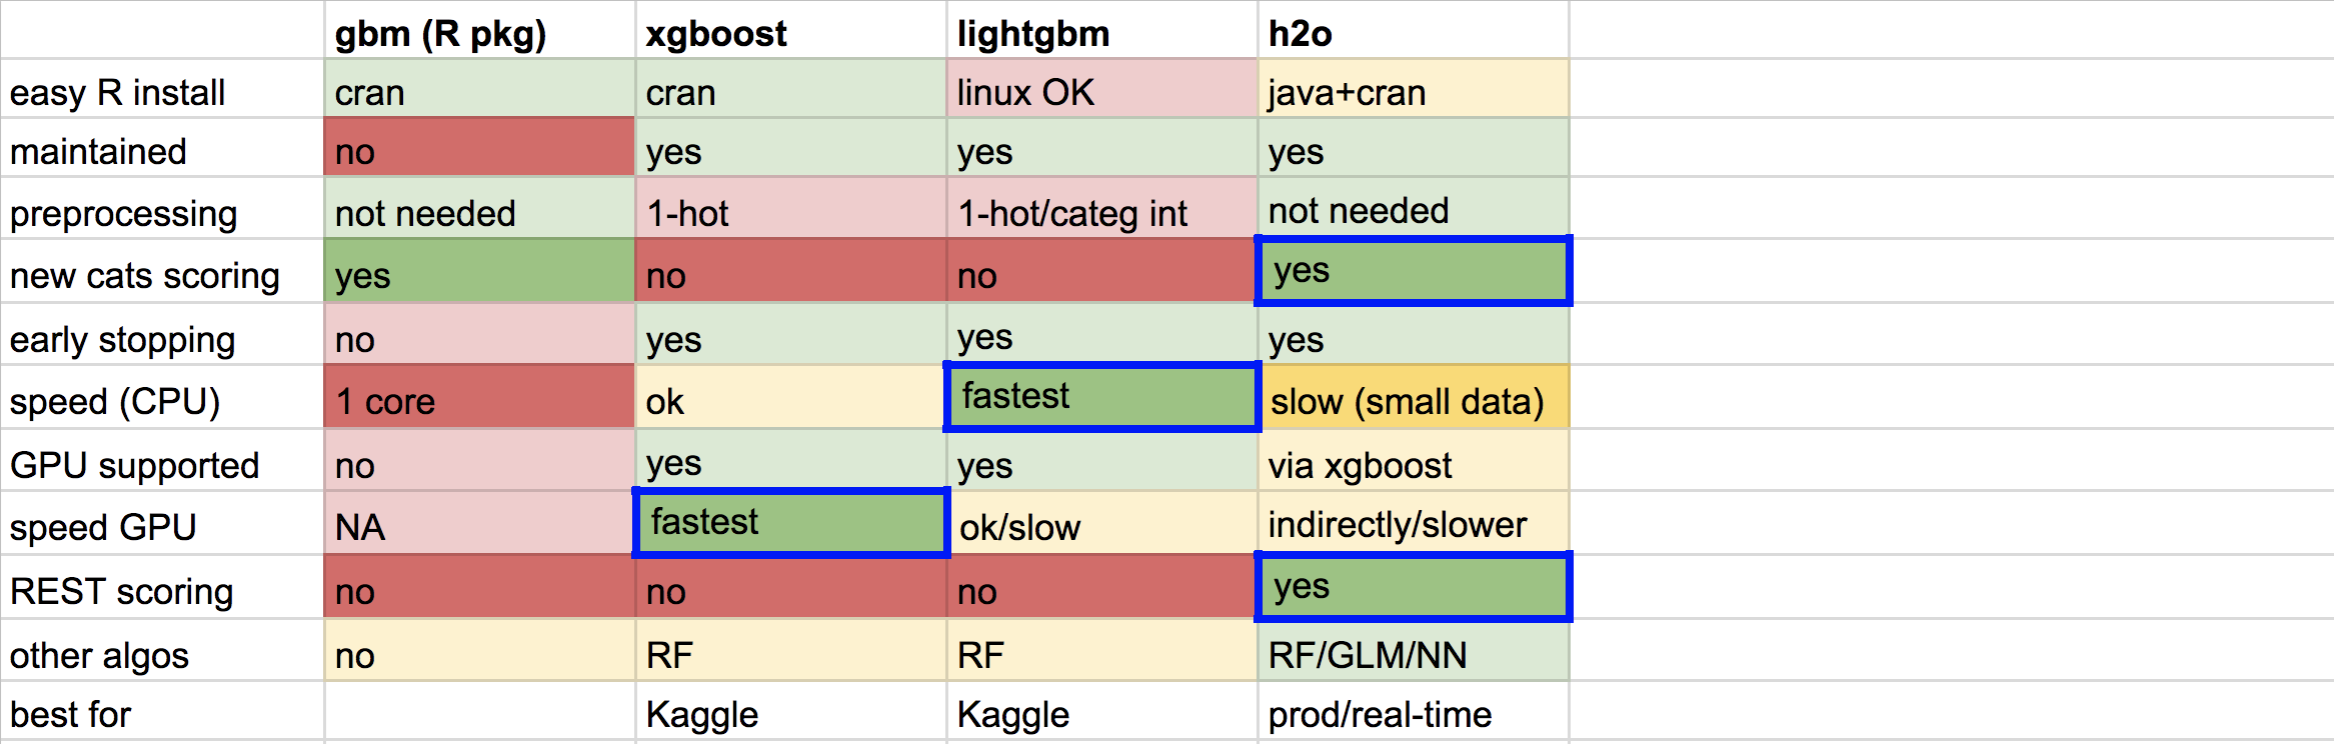 gbm (R pkg) xgboost lightgbm h2o
easy R install cran cran linux OK java+cran
maintained no yes yes yes
preprocessing not needed 1-hot 1-hot/categ int not needed
new cats scoring yes no no yes
early stopping no yes yes yes
speed (CPU) 1 core ok fastest slow (small data)
GPU supported no yes yes via xgboost
speed GPU NA fastest ok/slow indirectly/slower
REST scoring no no no yes
other algos no RF RF RF/GLM/NN
best for Kaggle Kaggle prod/real-time